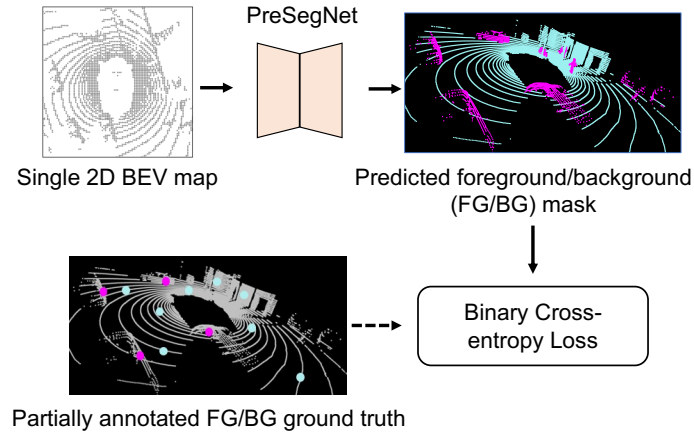 PreSegNet
Single 2D BEV map
Predicted foreground/background
(FG/BG) mask
Binary Cross-
entropy Loss
Partially annotated FG/BG ground truth